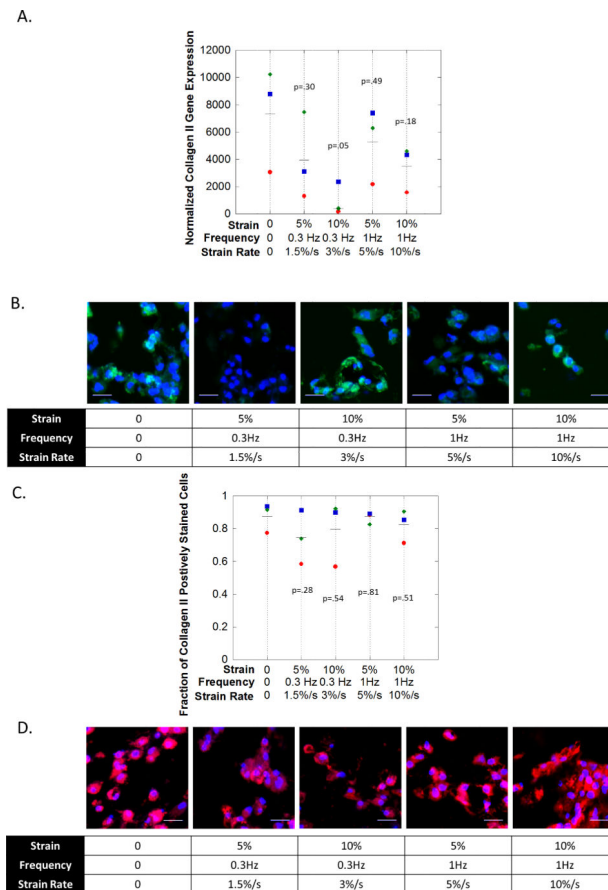 A.
Normalized Collagen II Gene Expression
12000
10000
8000
6000
4000
2000
0
p=.30
p=.05
p=.49
p=.18
Strain 0 5% 10% 5% 10%
Frequency 0 0.3 Hz 0.3 Hz 1Hz 1Hz
Strain Rate 0 1.5%/s 3%/s 5%/s 10%/s
B.
Strain 0 5% 10% 5% 10%
Frequency 0 0.3Hz 0.3Hz 1Hz 1Hz
Strain Rate 0 1.5%/s 3%/s 5%/s 10%/s
C.
Fraction of Collagen II Postively Stained Cells
1
0.8
0.6
0.4
0.2
0
p=.28
p=.54
p=.81
p=.51
Strain 0 5% 10% 5% 10%
Frequency 0 0.3 Hz 0.3 Hz 1Hz 1Hz
Strain Rate 0 1.5%/s 3%/s 5%/s 10%/s
D.
Strain 0 5% 10% 5% 10%
Frequency 0 0.3Hz 0.3Hz 1Hz 1Hz
Strain Rate 0 1.5%/s 3%/s 5%/s 10%/s